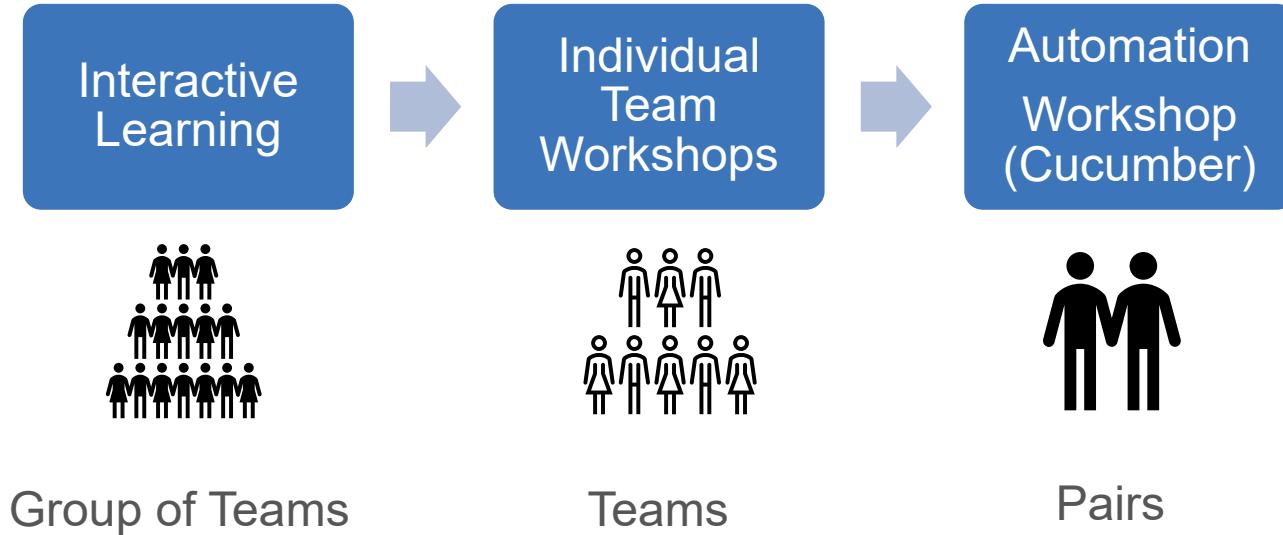 Interactive
Learning
Individual
Team
Workshops
Automation
Workshop
(Cucumber)
Group of Teams
Teams
Pairs